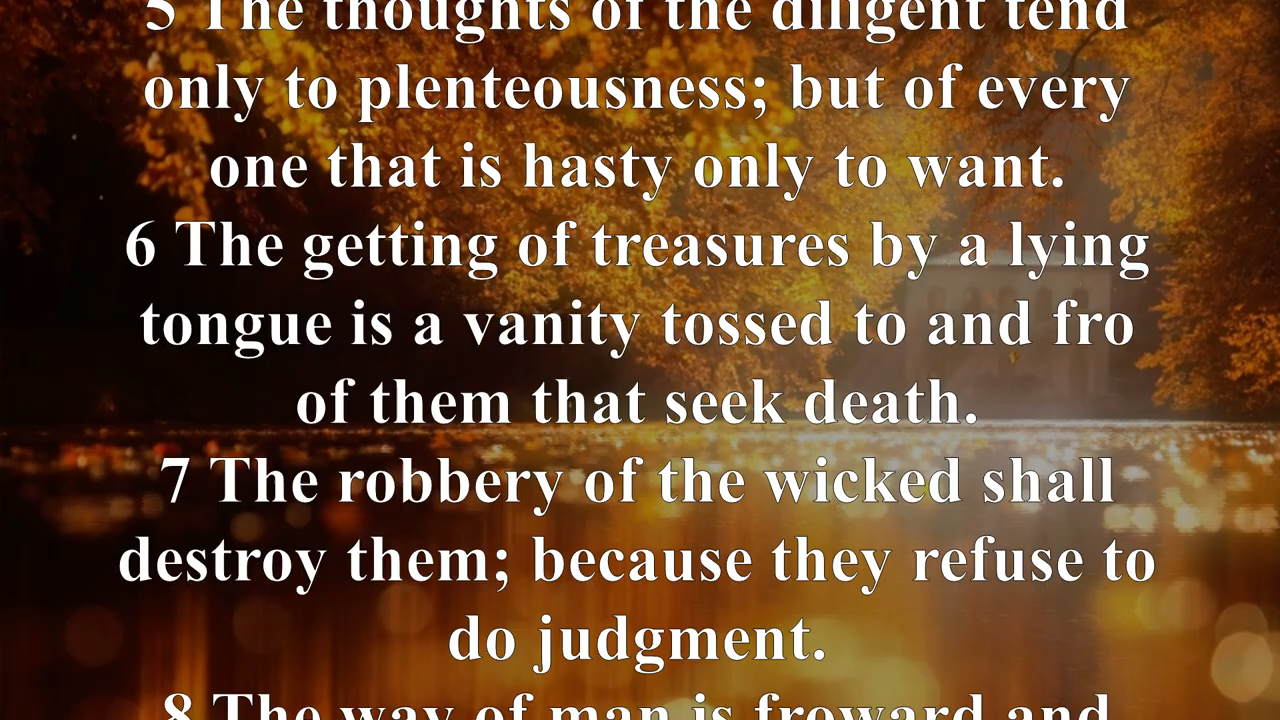 5 The thoughts of the diligent tend
only to plenteousness; but of every
one that is hasty only to want.
6 The getting of treasures by a lying
tongue is a vanity tossed to and fro
of them that seek death.
7 The robbery of the wicked shall
destroy them; because they refuse to
do judgment.
8 The way of man is froward and